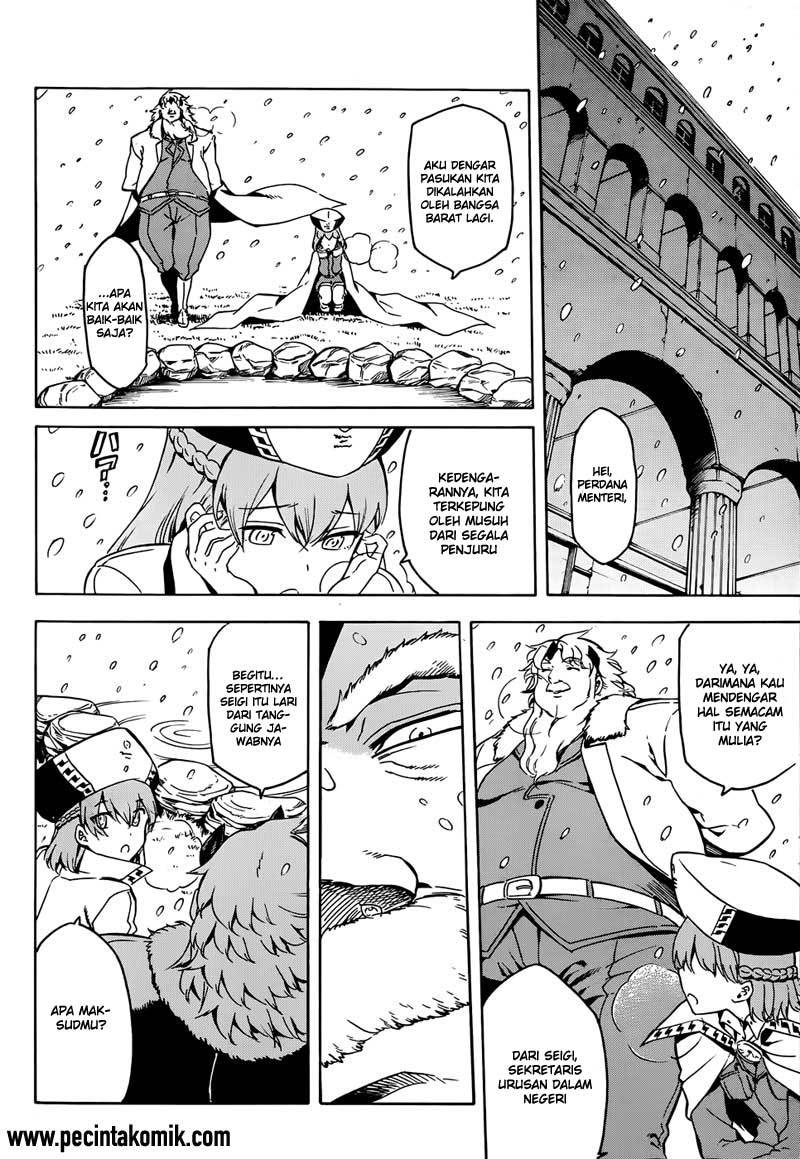 HEI,
PERDANA
MENTERI,
AKU DENGAR
PASUKAN KITA
DIKALAHKAN
OLEH BANGSA
BARAT LAGI.
...APA
KITA AKAN
BAIK-BAIK
SAJA?
KEDENGA-
RANNYA, KITA
TERKEPUNG
OLEH MUSUH
DARI SEGALA
PENJURU
ハァ…
YA, YA,
DARIMANA KAU
MENDENGAR
HAL SEMACAM
ITU YANG
MULIA?
DARI SEIGI,
SEKRETARIS
URUSAN DALAM
NEGERI
BEGITU...
SEPERTINYA
SEIGI ITU LARI
DARI TANG-
GUNG JA-
WABNYA
APA MAK-
SUDMU?
www.pecintakomik.com